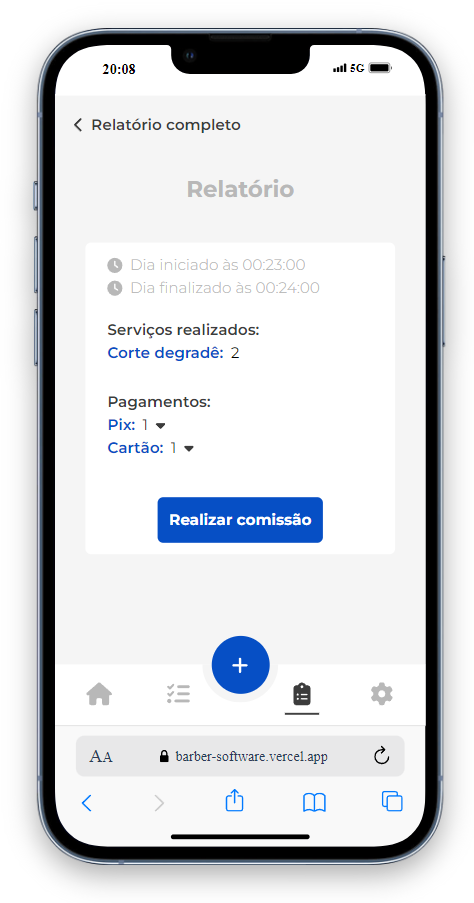 20:08
5G
Relatório completo
Relatório
Dia iniciado às 00:23:00
Dia finalizado às 00:24:00
Serviços realizados:
Corte degradê: 2
Pagamentos:
Pix: 1
Cartão: 1
Realizar comissão
+
AA barber-software.vercel.app